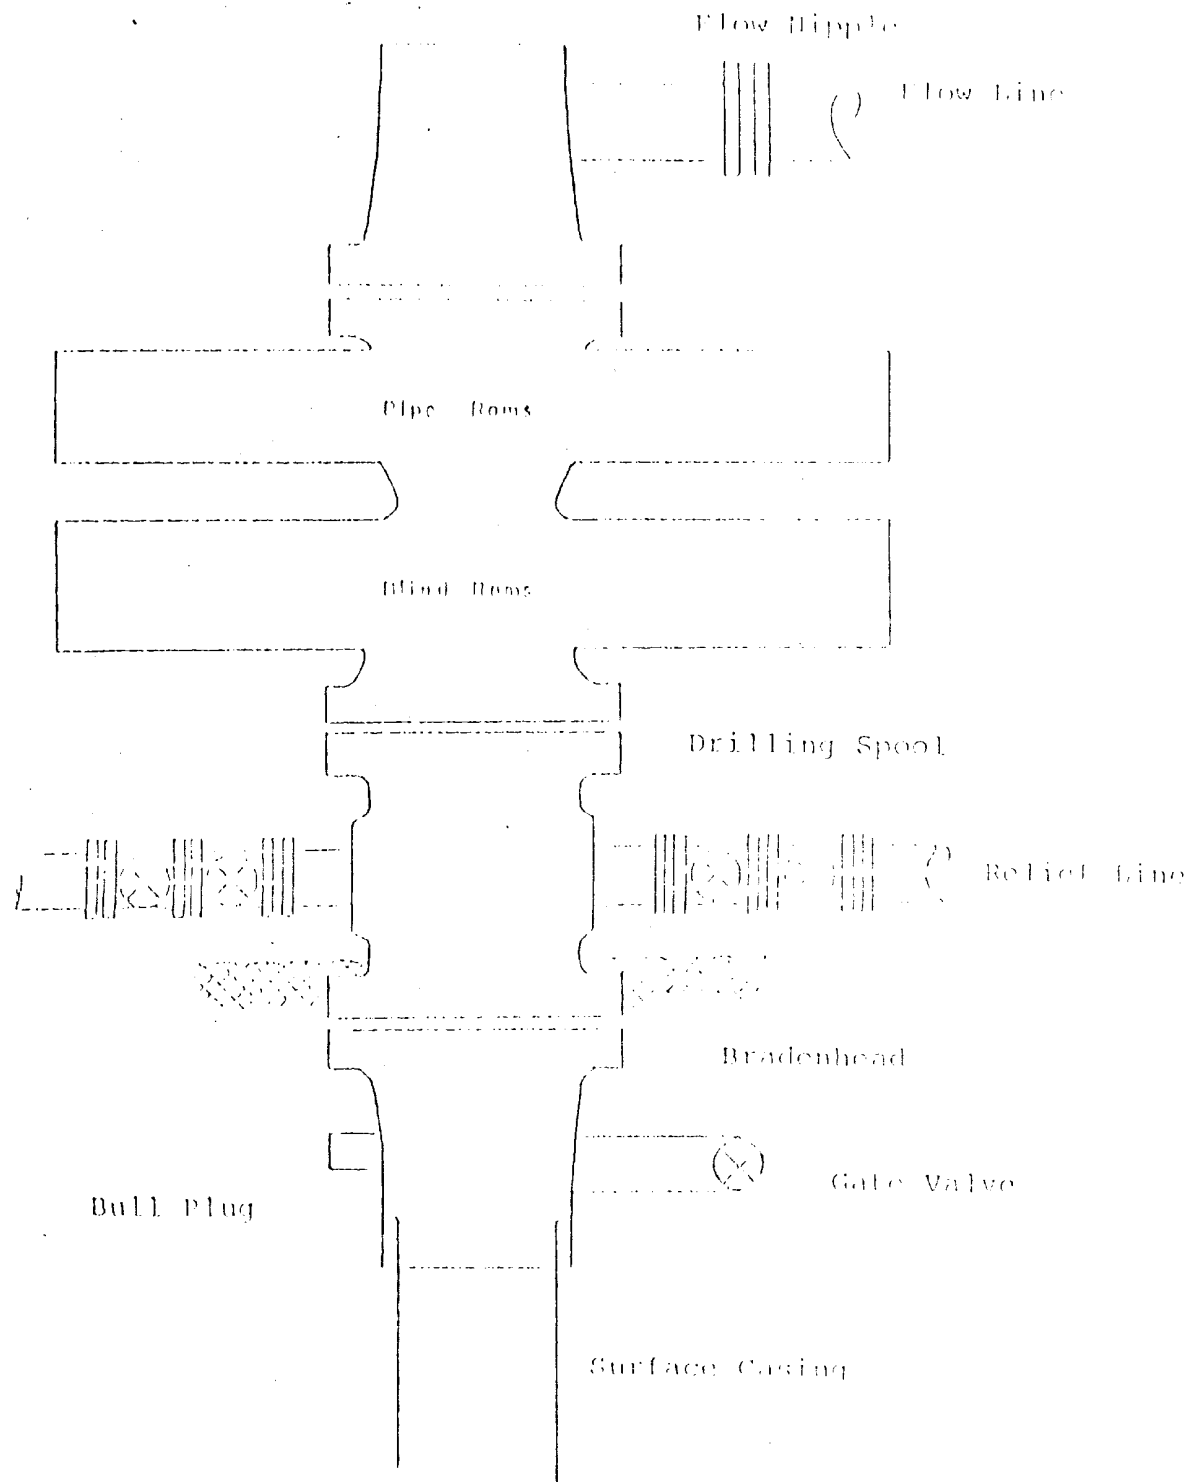 Flow Nipple
Flow Line
Pipe Rams
Blind Rams
Drilling Spool
Relief Line
Bradenhead
Gate Valve
Bull Plug
Surface Casing